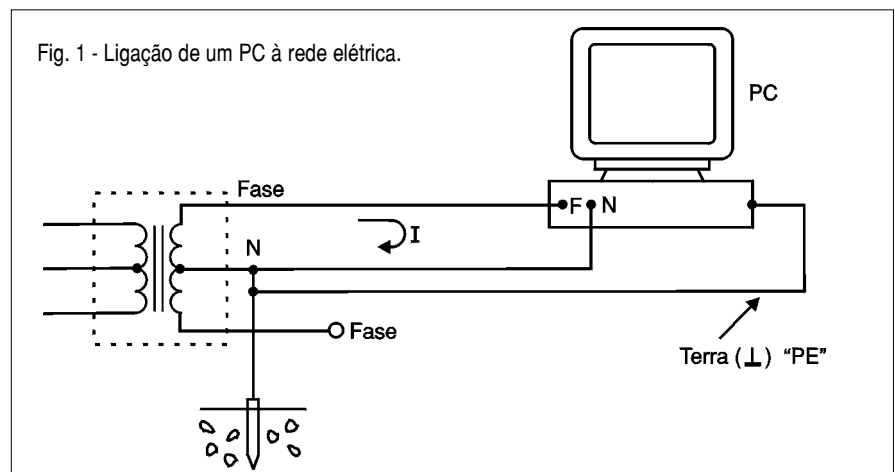 Fig. 1 - Ligação de um PC à rede elétrica.
PC
Fase
F N
N
I
Fase
Terra (⊥) “PE”